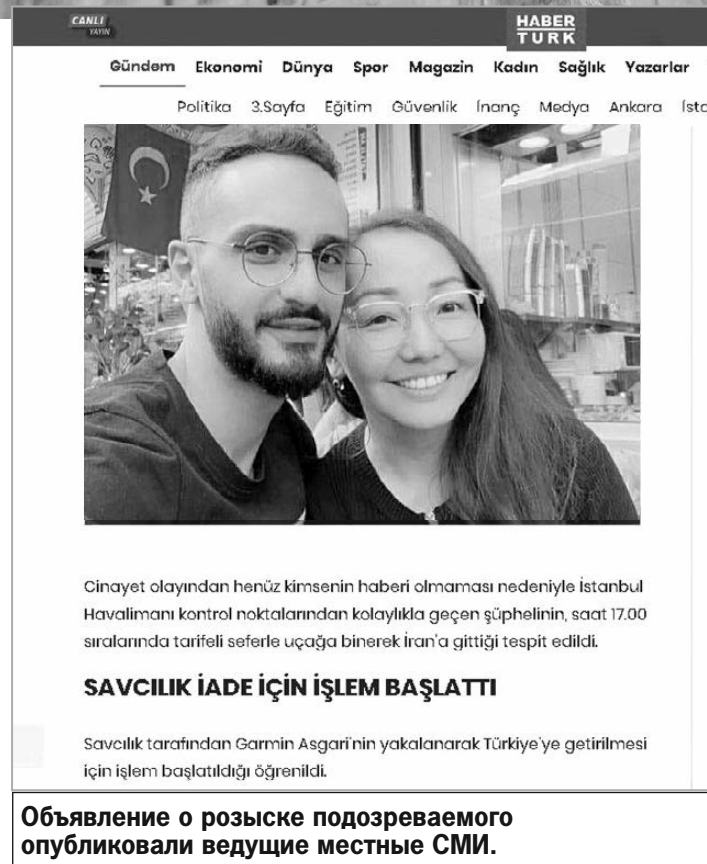 CANLI
YAYIN
HABER
TURK
Gündem Ekonomi Dünya Spor Magazin Kadın Sağlık Yazarlar
Politika 3.Sayfa Eğitim Güvenlik İnanç Medya Ankara İsta
Cinayet olayından henüz kimsenin haberi olmaması nedeniyle İstanbul
Havalimanı kontrol noktalarından kolaylıkla geçen şüphelinin, saat 17.00
sıralarında tarifeli seferle uçağa binerek İran'a gittiği tespit edildi.
SAVCILIK İADE İÇİN İŞLEM BAŞLATTI
Savcılık tarafından Garmin Asgari'nin yakalanarak Türkiye'ye getirilmesi
için işlem başlatıldığı öğrenildi.
Объявление о розыске подозреваемого
опубликовали ведущие местные СМИ.